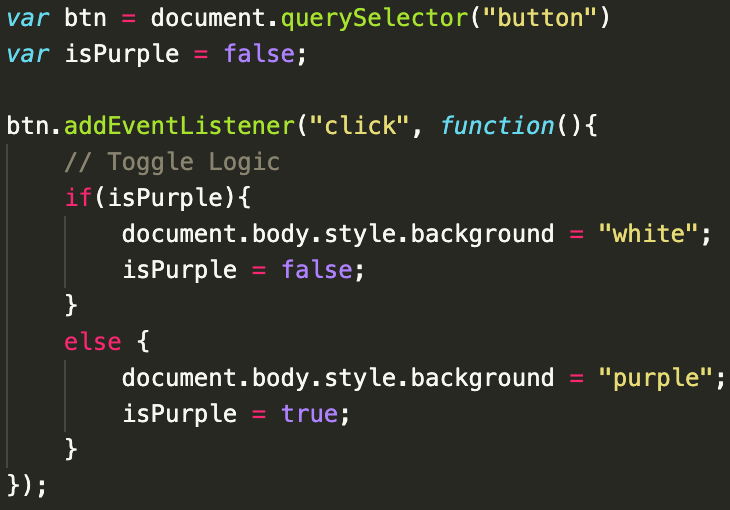 var btn = document.querySelector("button")
var isPurple = false;

btn.addEventListener("click", function(){
    // Toggle Logic
    if(isPurple){
        document.body.style.background = "white";
        isPurple = false;
    }
    else {
        document.body.style.background = "purple";
        isPurple = true;
    }
});